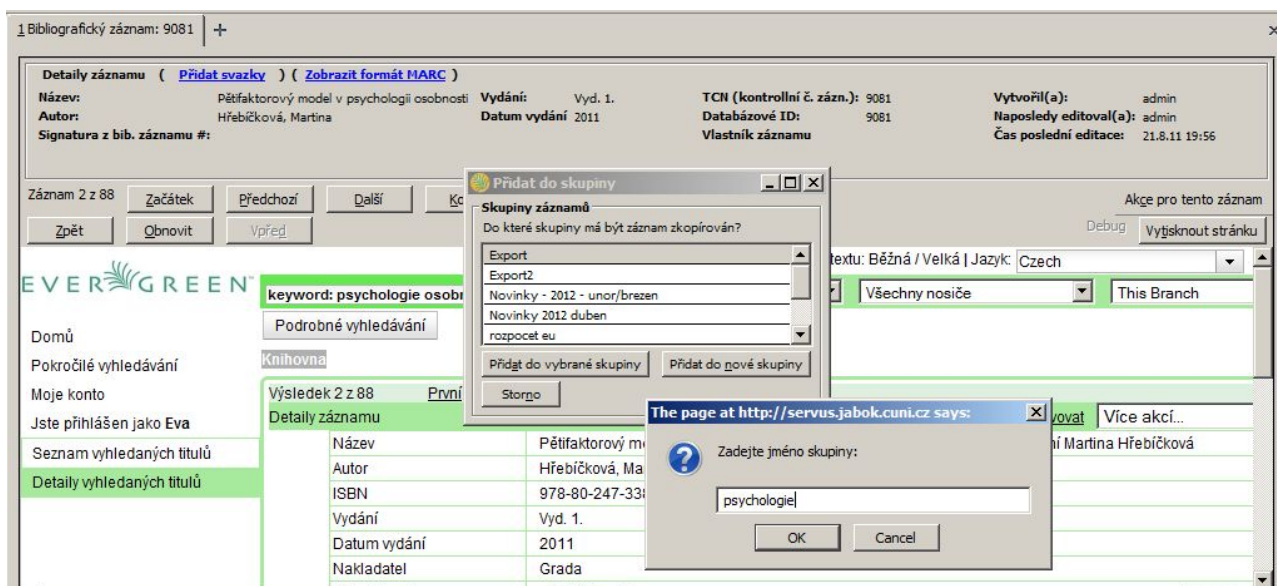 1 Bibliografický záznam: 9081
Detaily záznamu ( Přidat svazky ) ( Zobrazit formát MARC )
Název: Pětifaktorový model v psychologii osobnosti Vydání: Vyd. 1. TCN (kontrollní č. zázn.): 9081 Vytvořil(a): admin
Autor: Hřebíčková, Martina Datum vydání 2011 Databázové ID: 9081 Naposledy editoval(a): admin
Signatura z bib. záznamu #: Vlastník záznamu Čas poslední editace: 21.8.11 19:56
Záznam 2 z 88 Začátek Předchozí Další Akce pro tento záznam
Zpět Obnovit Vpřed Debug Vytisknout stránku
Přidat do skupiny
Skupiny záznamů
Do které skupiny má být záznam zkopírován?
Export
Export2
Novinky - 2012 - unor/brezen
Novinky 2012 duben
rozpocet eu
Přidat do vybrané skupiny Přidat do nové skupiny
Storno
EVERGREEN
textu: Běžná / Velká | Jazyk: Czech
keyword: psychologie Všechny nosiče This Branch
Podrobné vyhledávání
Knihovna
Domů
Pokročilé vyhledávání
Moje konto
Jste přihlášen jako Eva
Seznam vyhledaných titulů
Detaily vyhledaných titulů
Výsledek 2 z 88 První
Detaily záznamu Více akcí...
Název Pětifaktorový Martina Hřebíčková
Autor Hřebíčková,
ISBN 978-80-247-33
Vydání Vyd. 1.
Datum vydání 2011
Nakladatel Grada
The page at http://servus.jabok.cuni.cz says:
Zadejte jméno skupiny:
psychologie
OK Cancel